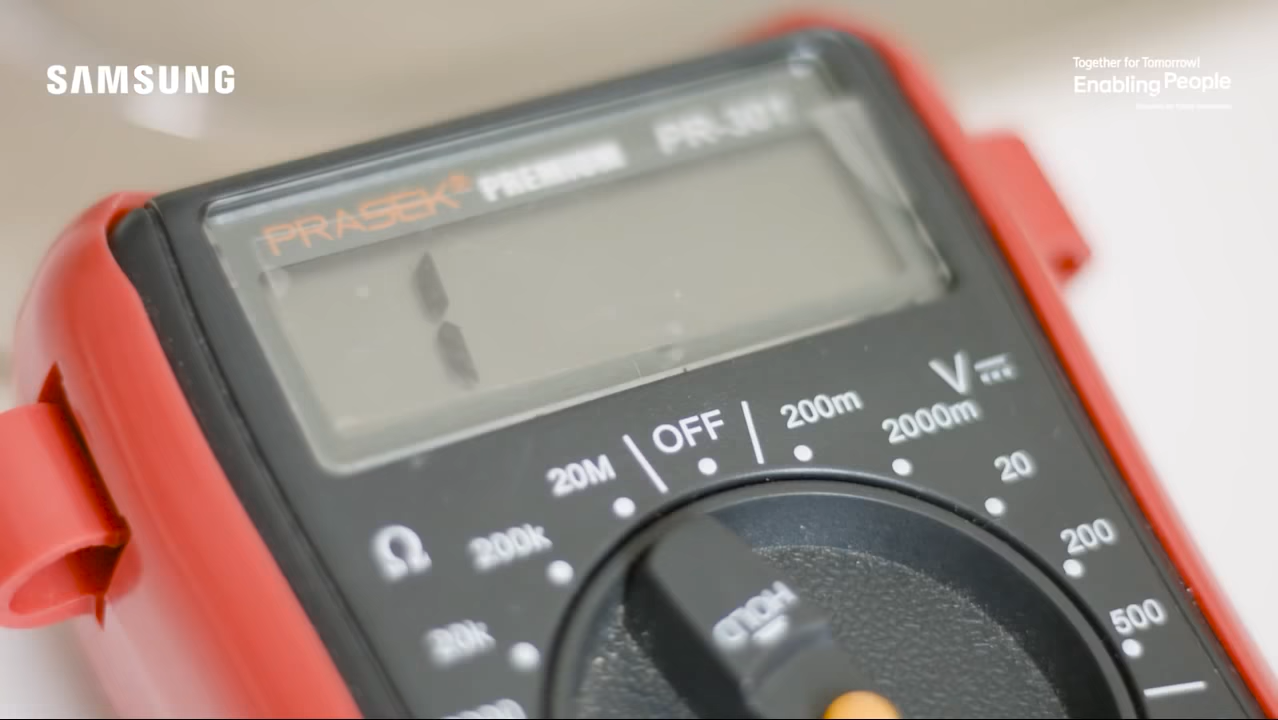 SAMSUNG
Together for Tomorrow!
Enabling People
PRASEK® PREMIUM PR-301
1
V
OFF
200m
2000m
20
200
500
20M
200k
20k
Ω
HOLD